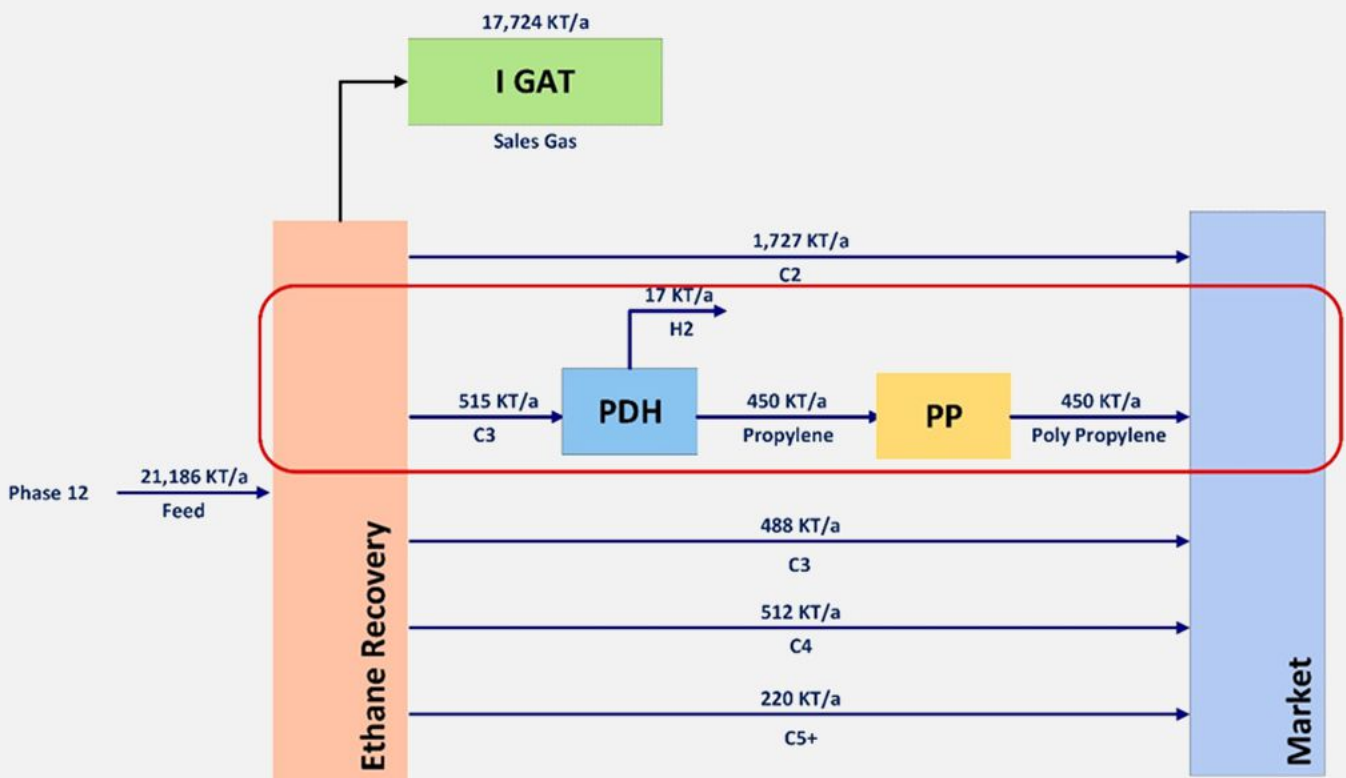 17,724 KT/a
I GAT
Sales Gas
1,727 KT/a
C2
17 KT/a
H2
515 KT/a
C3
PDH
450 KT/a
Propylene
PP
450 KT/a
Poly Propylene
Phase 12
21,186 KT/a
Feed
Ethane Recovery
488 KT/a
C3
512 KT/a
C4
220 KT/a
C5+
Market